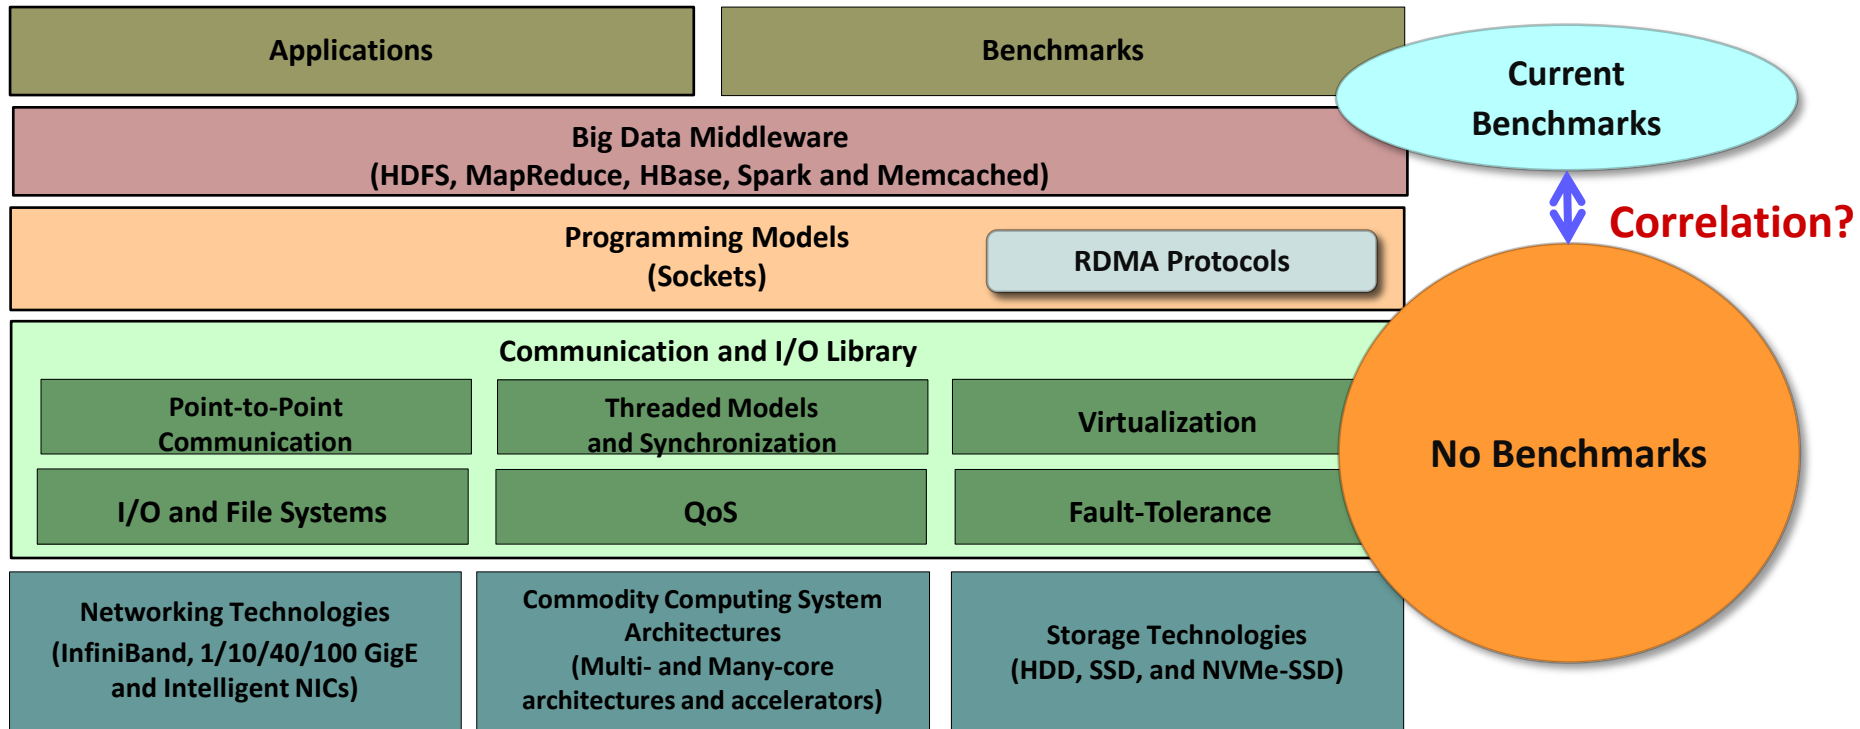 Applications
Benchmarks
Current
Benchmarks
Big Data Middleware
(HDFS, MapReduce, HBase, Spark and Memcached)
Correlation?
Programming Models
(Sockets)
RDMA Protocols
Communication and I/O Library
Point-to-Point
Communication
Threaded Models
and Synchronization
Virtualization
No Benchmarks
I/O and File Systems
QoS
Fault-Tolerance
Networking Technologies
(InfiniBand, 1/10/40/100 GigE
and Intelligent NICs)
Commodity Computing System
Architectures
(Multi- and Many-core
architectures and accelerators)
Storage Technologies
(HDD, SSD, and NVMe-SSD)